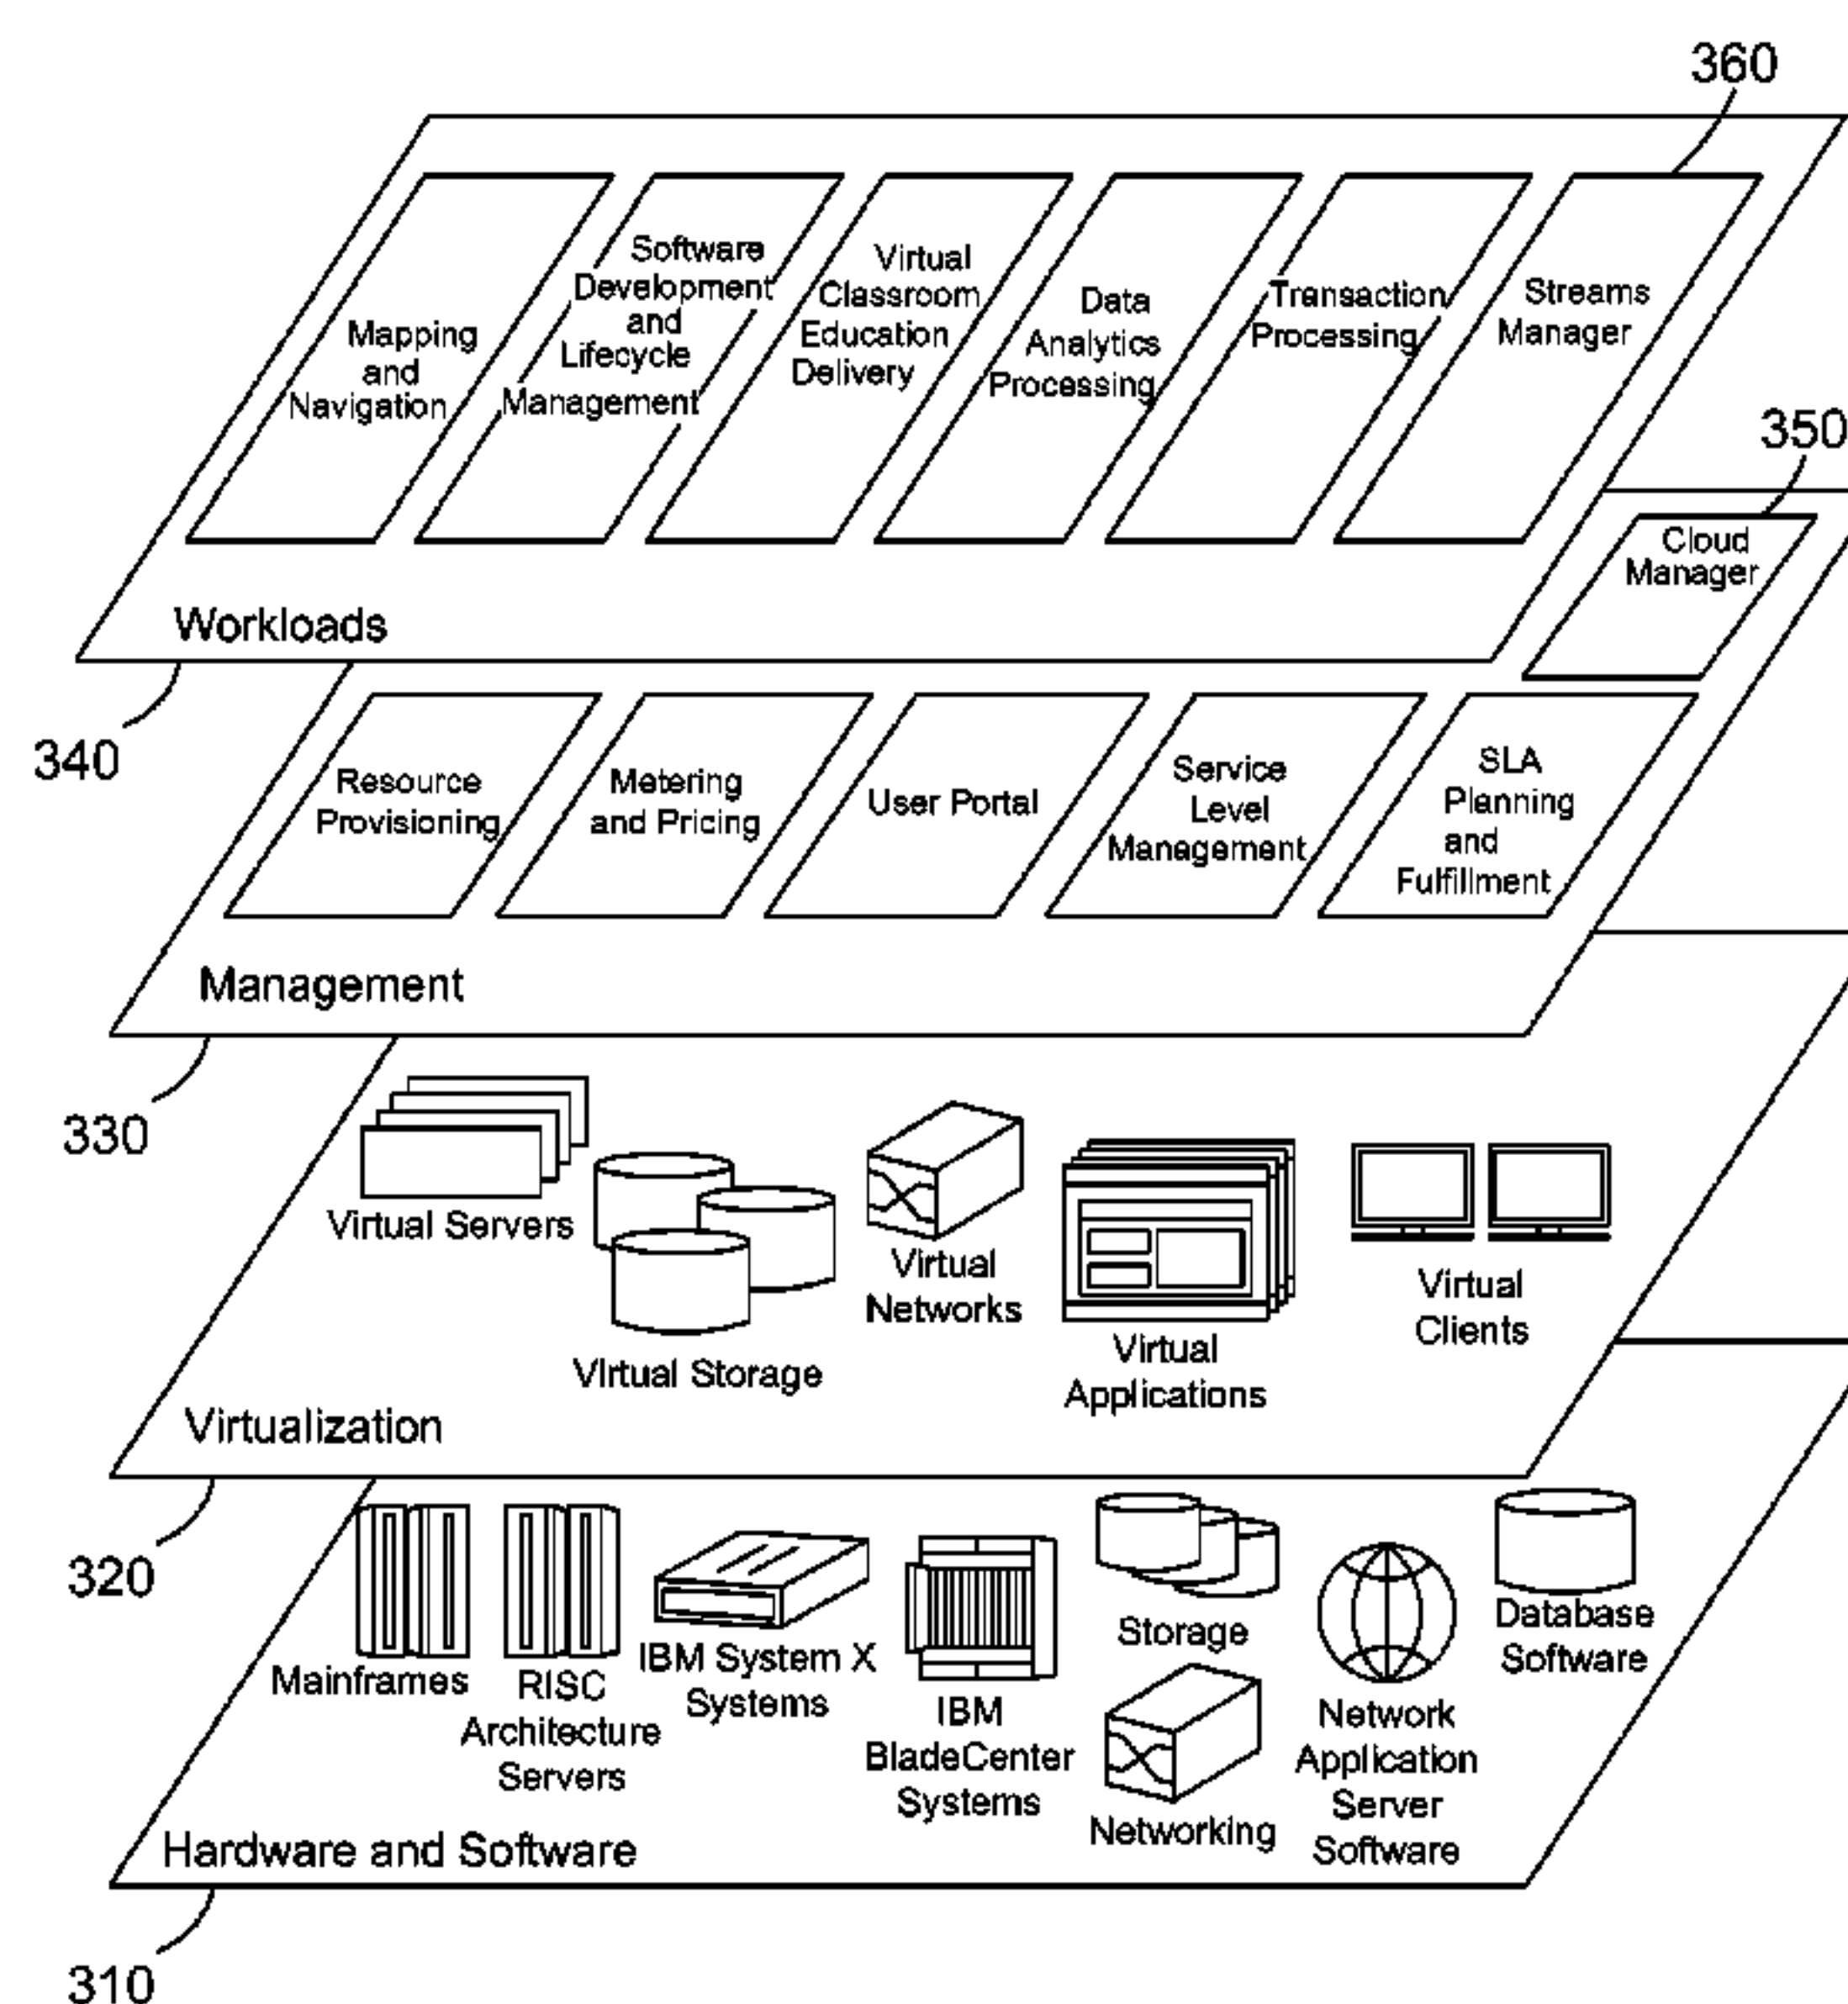 360
Mapping
and
Navigation
Software
Development
and
Lifecycle
Management
Virtual
Classroom
Education
Delivery
Data
Analytics
Processing
Transaction
Processing
Streams
Manager
350
Cloud
Manager
Workloads
340
Resource
Provisioning
Metering
and Pricing
User Portal
Service
Level
Management
SLA
Planning
and
Fulfillment
Management
330
Virtual Servers
VIrtual Storage
Virtual
Networks
Virtual
Applications
Virtual
Clients
Virtualization
320
Mainframes
RISC
Architecture
Servers
IBM System X
Systems
IBM
BladeCenter
Systems
Storage
Networking
Network
Application
Server
Software
Database
Software
Hardware and Software
310